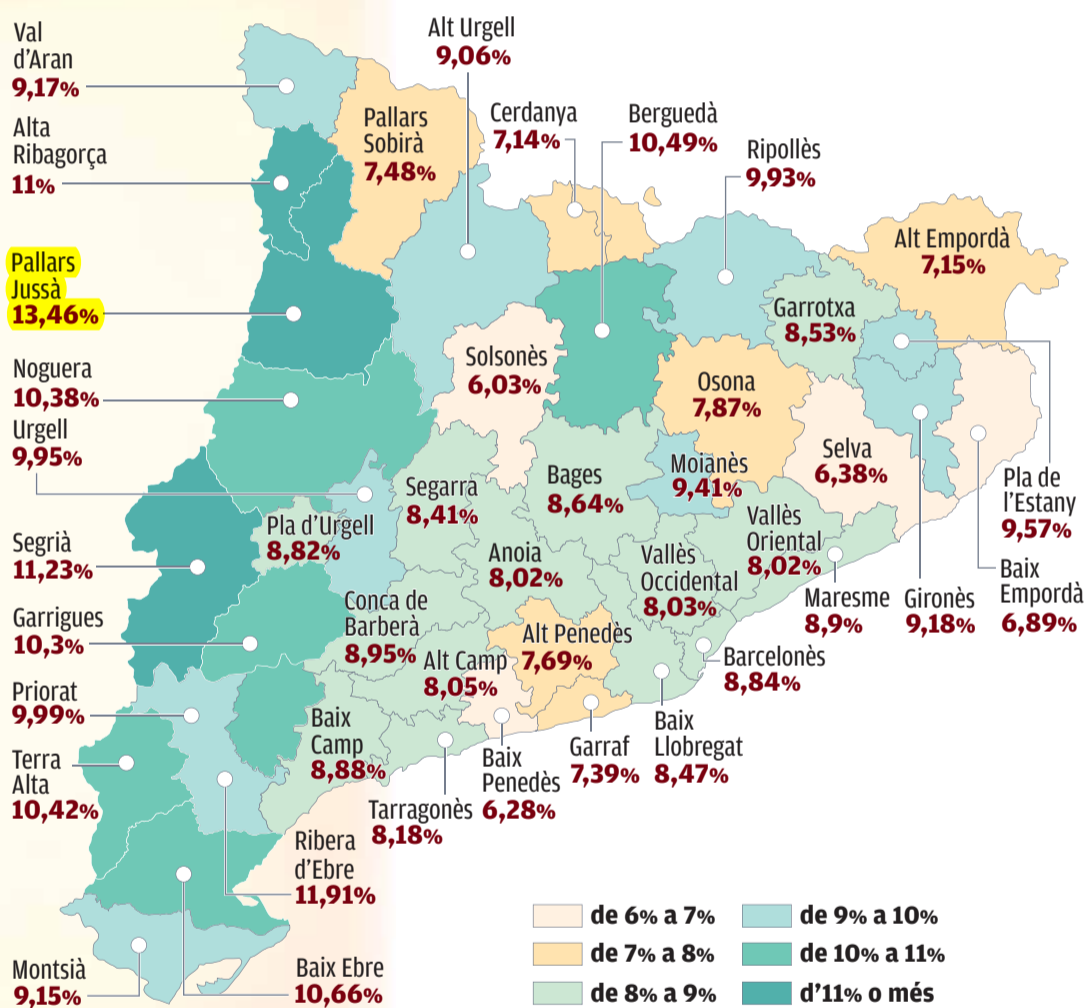 Val
d'Aran
9,17%
Alta
Ribagorça
11%
Pallars
Jussà
13,46%
Noguera
10,38%
Urgell
9,95%
Segrià
11,23%
Garrigues
10,3%
Priorat
9,99%
Terra
Alta
10,42%
Montsià
9,15%
Alt Urgell
9,06%
Pallars
Sobirà
7,48%
Cerdanya
7,14%
Berguedà
10,49%
Ripollès
9,93%
Alt Empordà
7,15%
Garrotxa
8,53%
Solsonès
6,03%
Osona
7,87%
Selva
6,38%
Pla de
l'Estany
9,57%
Moianès
9,41%
Bages
8,64%
Segarra
8,41%
Pla d'Urgell
8,82%
Anoia
8,02%
Vallès
Oriental
8,02%
Vallès
Occidental
8,03%
Maresme
8,9%
Gironès
9,18%
Baix
Empordà
6,89%
Conca de
Barberà
8,95%
Alt Penedès
7,69%
Alt Camp
8,05%
Barcelonès
8,84%
Baix
Camp
8,88%
Tarragonès
8,18%
Baix
Penedès
6,28%
Garraf
7,39%
Baix
Llobregat
8,47%
Ribera
d'Ebre
11,91%
Baix Ebre
10,66%
de 6% a 7%
de 7% a 8%
de 8% a 9%
de 9% a 10%
de 10% a 11%
d'11% o més